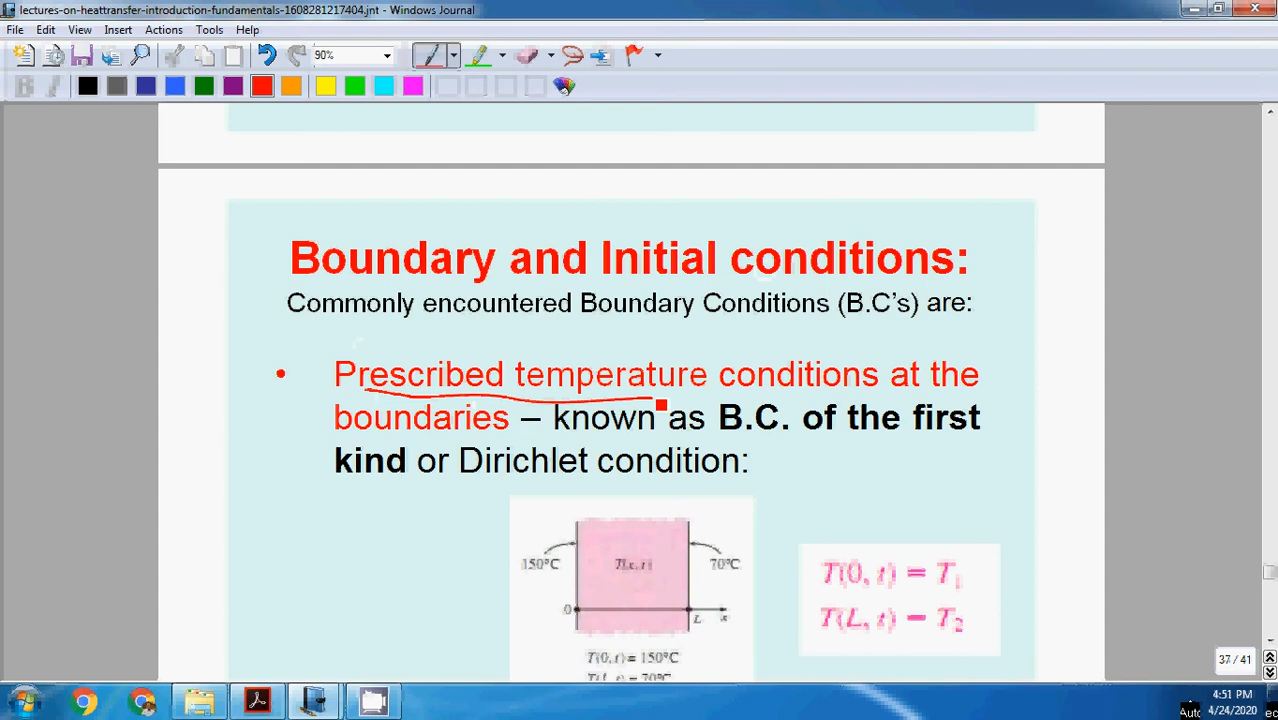 lectures-on-heattransfer-introduction-fundamentals-1608281217404.jnt - Windows Journal
File Edit View Insert Actions Tools Help
90%
Boundary and Initial conditions:
Commonly encountered Boundary Conditions (B.C's) are:
• Prescribed temperature conditions at the
boundaries – known as B.C. of the first
kind or Dirichlet condition:
150°C T(x, t) 70°C
0 L x
T(0, t) = 150°C
T(L, t) = 70°C
T(0, t) = T₁
T(L, t) = T₂
37 / 41
4:51 PM
4/24/2020
Auto